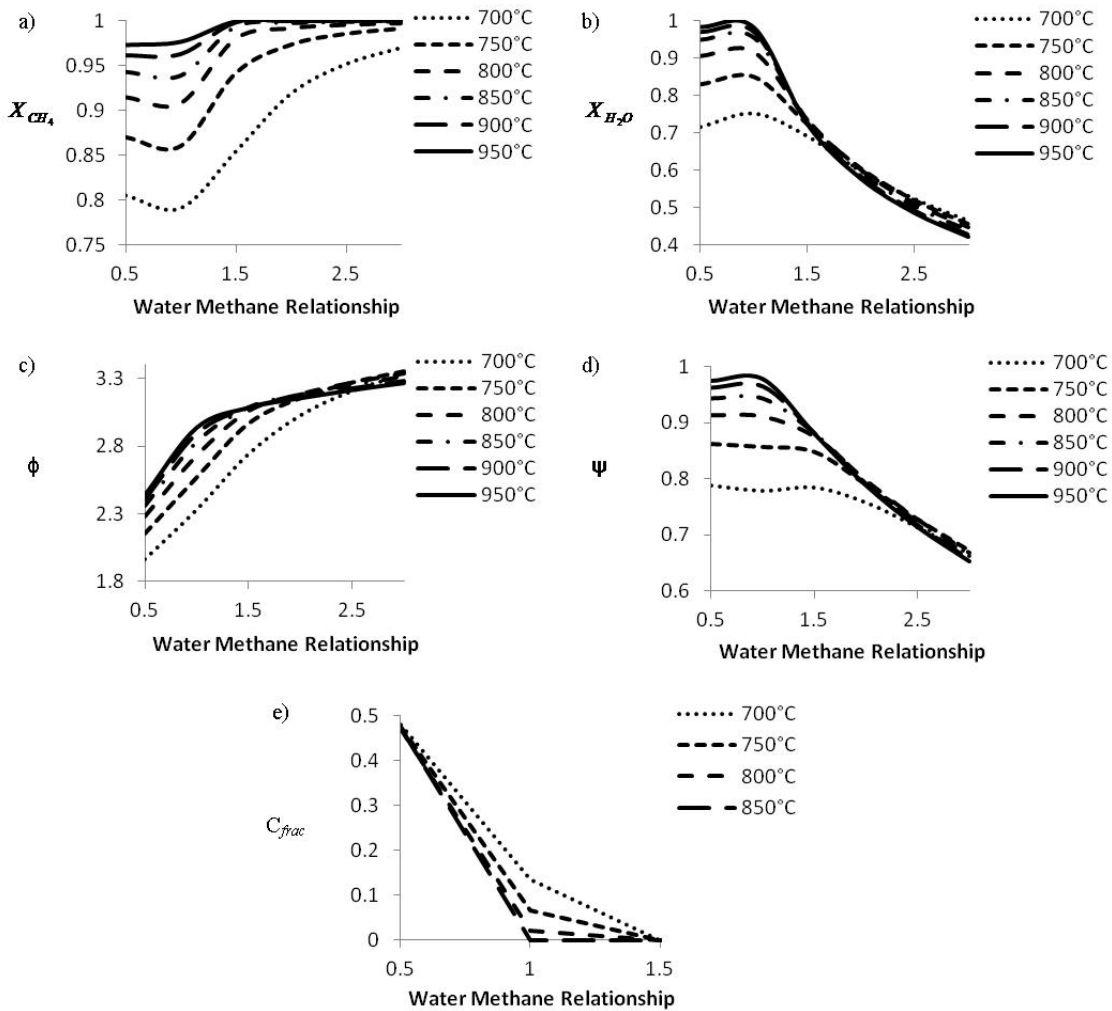 a)
1
0.95
0.9
0.85
0.8
0.75
X CH₄
0.5 1.5 2.5
Water Methane Relationship
700°C
750°C
800°C
850°C
900°C
950°C
b)
1
0.9
0.8
0.7
0.6
0.5
0.4
X H₂O
0.5 1.5 2.5
Water Methane Relationship
700°C
750°C
800°C
850°C
900°C
950°C
c)
3.3
2.8
2.3
1.8
ϕ
0.5 1.5 2.5
Water Methane Relationship
700°C
750°C
800°C
850°C
900°C
950°C
d)
1
0.9
0.8
0.7
0.6
Ψ
0.5 1.5 2.5
Water Methane Relationship
700°C
750°C
800°C
850°C
900°C
950°C
e)
0.5
0.4
0.3
0.2
0.1
0
C frac
0.5 1 1.5
Water Methane Relationship
700°C
750°C
800°C
850°C